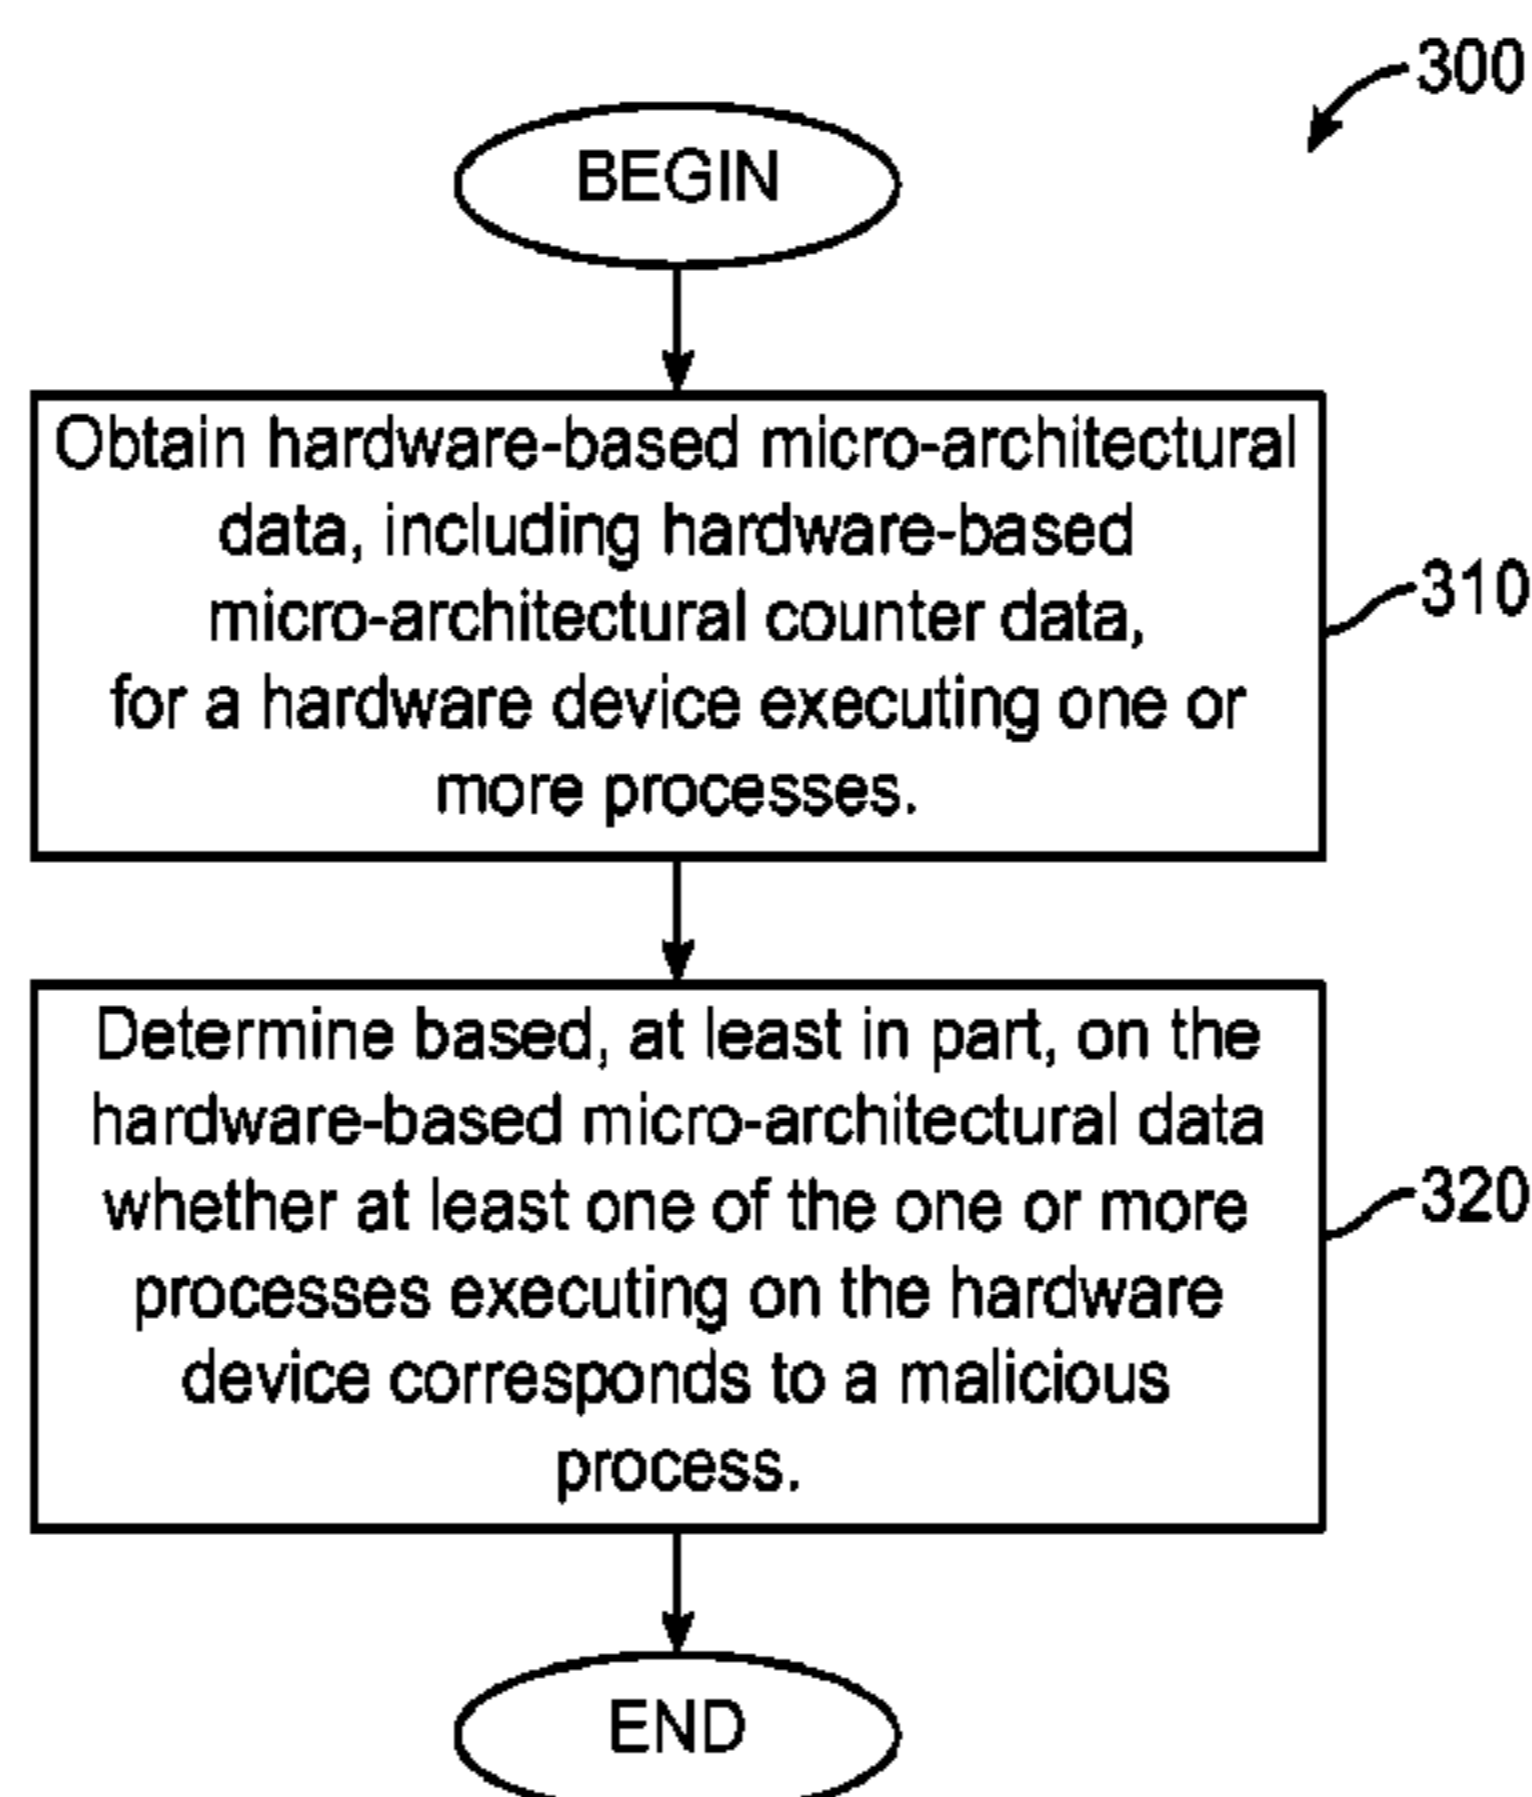 300
BEGIN
Obtain hardware-based micro-architectural
data, including hardware-based
micro-architectural counter data,
for a hardware device executing one or
more processes.
310
Determine based, at least in part, on the
hardware-based micro-architectural data
whether at least one of the one or more
processes executing on the hardware
device corresponds to a malicious
process.
320
END